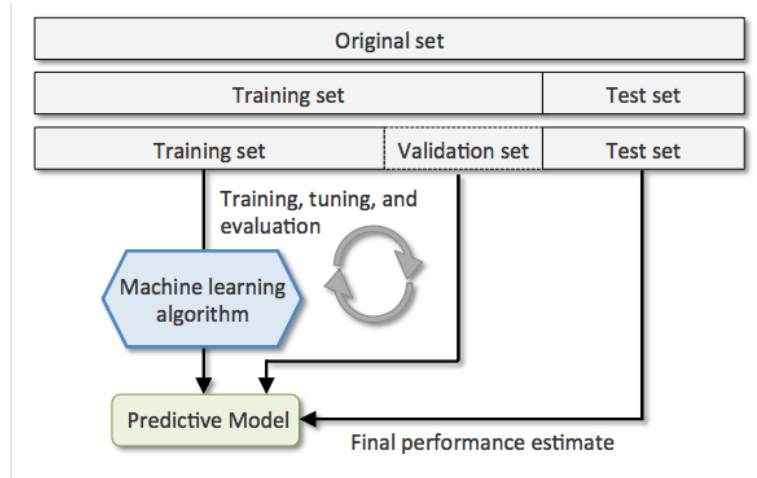 Original set
Training set
Test set
Training set
Validation set
Test set
Training, tuning, and
evaluation
Machine learning
algorithm
Predictive Model
Final performance estimate